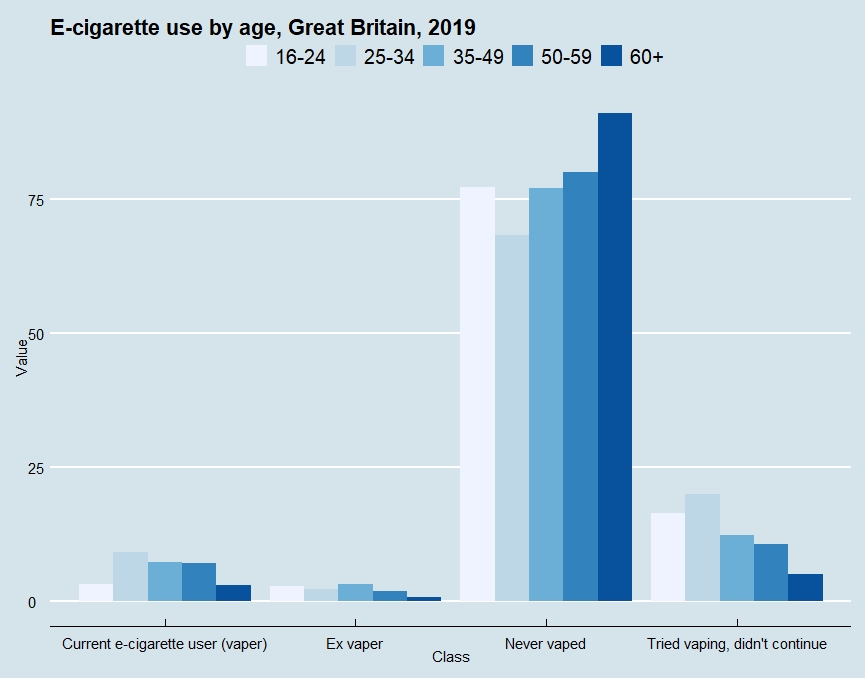 E-cigarette use by age, Great Britain, 2019
16-24 25-34 35-49 50-59 60+
75
50
25
0
Value
Current e-cigarette user (vaper) Ex vaper Never vaped Tried vaping, didn't continue
Class